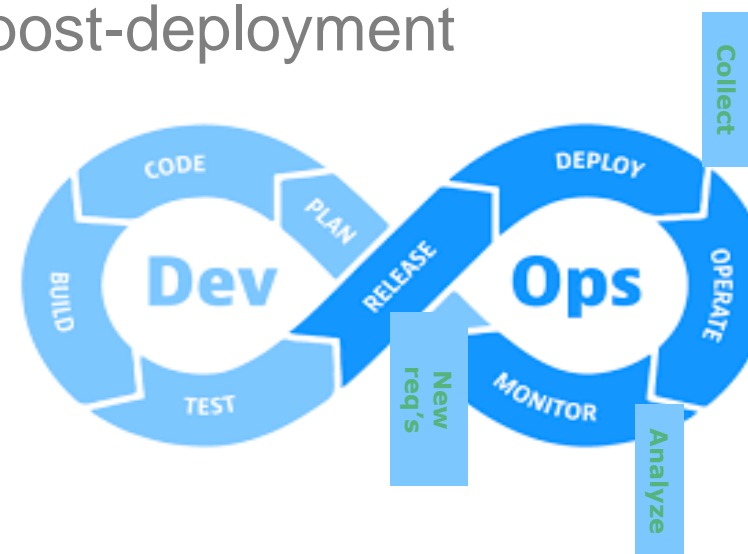 post-deployment
Collect
CODE
DEPLOY
PLAN
RELEASE
Dev
Ops
BUILD
OPERATE
TEST
MONITOR
New
req's
Analyze